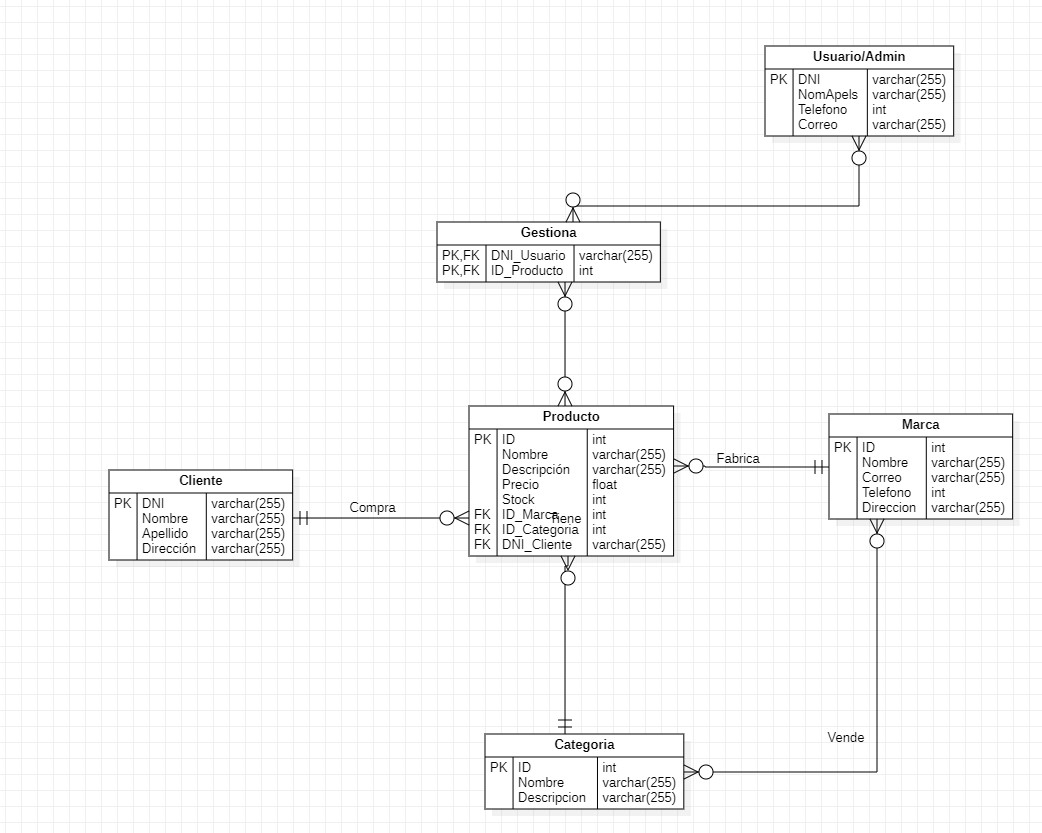 Usuario/Admin
PK DNI varchar(255)
NomApels varchar(255)
Telefono int
Correo varchar(255)
Gestiona
PK,FK DNI_Usuario varchar(255)
PK,FK ID_Producto int
Producto
PK ID int
Nombre varchar(255)
Descripción varchar(255)
Precio float
Stock int
FK ID_Marca int
FK ID_Categoria int
FK DNI_Cliente varchar(255)
Tiene
Fabrica
Marca
PK ID int
Nombre varchar(255)
Correo varchar(255)
Telefono int
Direccion varchar(255)
Cliente
PK DNI varchar(255)
Nombre varchar(255)
Apellido varchar(255)
Dirección varchar(255)
Compra
Vende
Categoria
PK ID int
Nombre varchar(255)
Descripcion varchar(255)